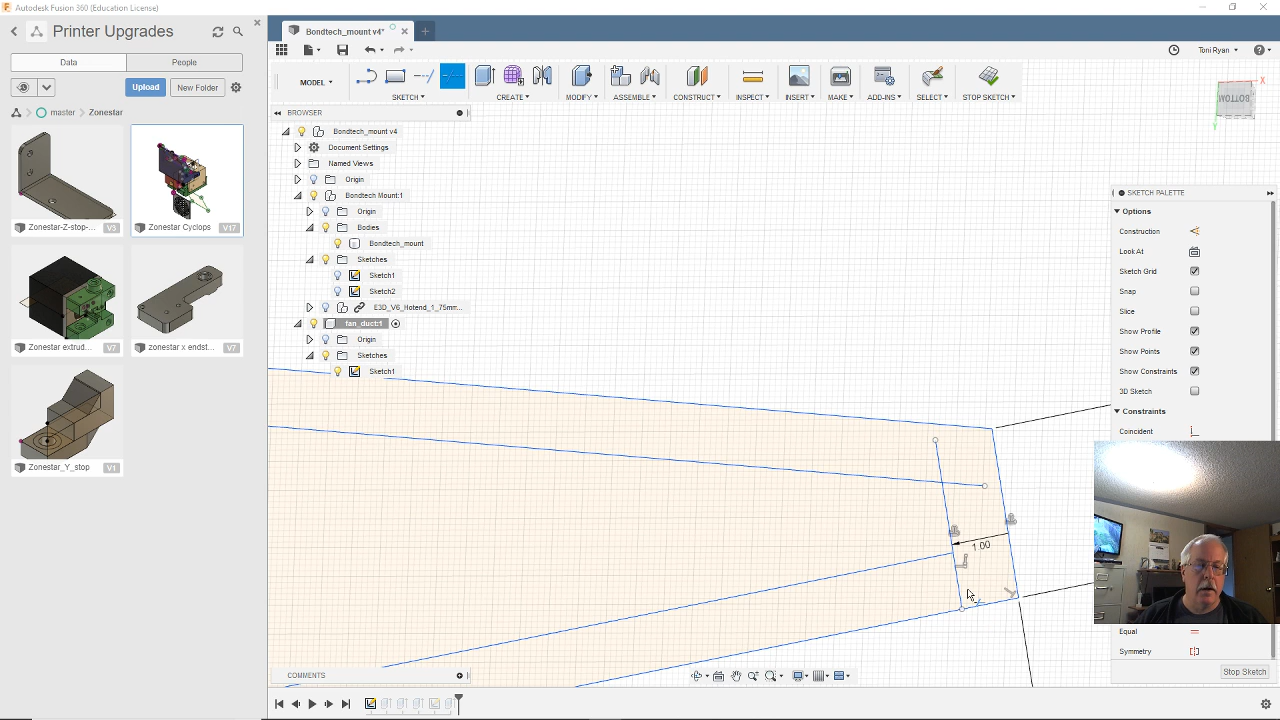 Autodesk Fusion 360 (Education License)
Printer Upgrades
Data
People
Upload
New Folder
master
Zonestar
Zonestar-Z-stop-...
V3
Zonestar Cyclops
V17
Zonestar extrud...
V7
zonestar x endst...
V7
Zonestar_Y_stop
V1
Bondtech_mount v4*
Toni Ryan
MODEL
SKETCH
CREATE
MODIFY
ASSEMBLE
CONSTRUCT
INSPECT
INSERT
MAKE
ADD-INS
SELECT
STOP SKETCH
BROWSER
Bondtech_mount v4
Document Settings
Named Views
Origin
Bondtech Mount:1
Origin
Bodies
Bondtech_mount
Sketches
Sketch1
Sketch2
E3D_V6_Hotend_1_75mm...
fan_duct:1
Origin
Sketches
Sketch1
BOTTOM
X
Y
1.00
SKETCH PALETTE
Options
Construction
Look At
Sketch Grid
Snap
Slice
Show Profile
Show Points
Show Constraints
3D Sketch
Constraints
Coincident
Equal
Symmetry
Stop Sketch
COMMENTS